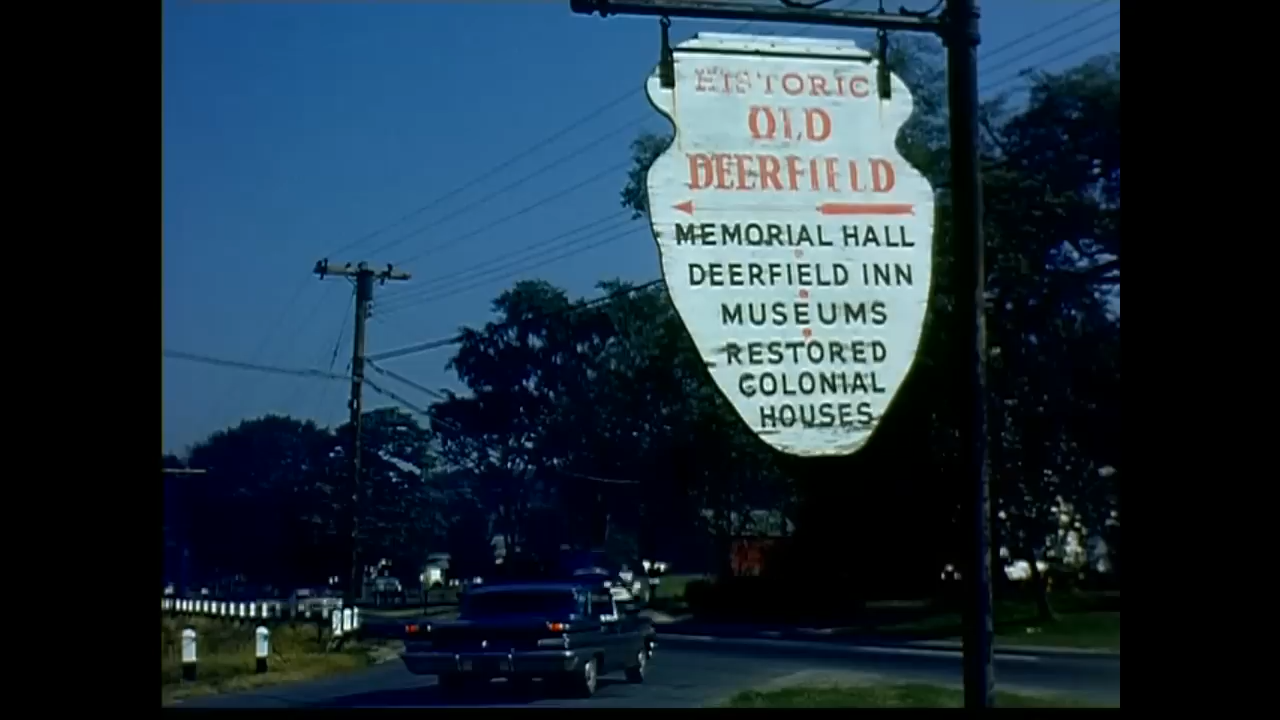 HISTORIC
OLD
DEERFIELD
MEMORIAL HALL
DEERFIELD INN
MUSEUMS
RESTORED
COLONIAL
HOUSES